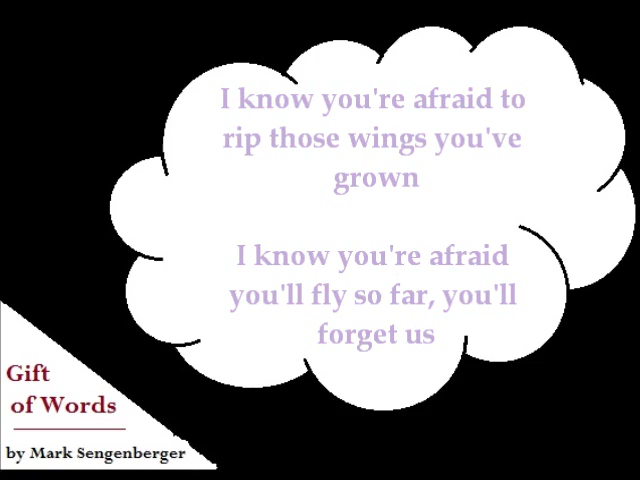 I know you're afraid to
rip those wings you've
grown
I know you're afraid
you'll fly so far, you'll
forget us
Gift
of Words
by Mark Sengenberger